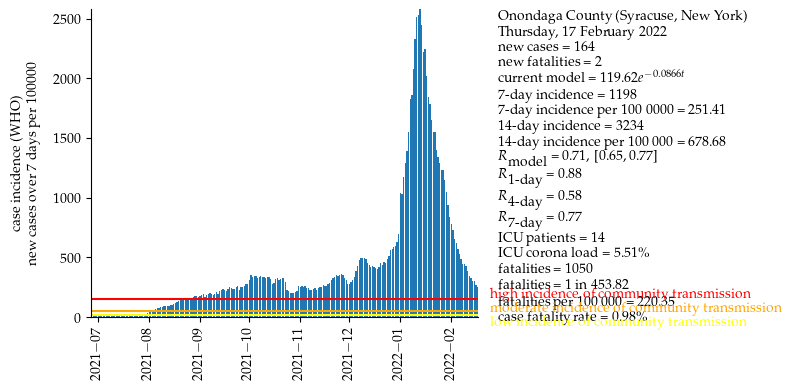 case incidence (WHO)
new cases over 7 days per 100000
2500
2000
1500
1000
500
0
2021−07
2021−08
2021−09
2021−10
2021−11
2021−12
2022−01
2022−02
Onondaga County (Syracuse, New York)
Thursday, 17 February 2022
new cases = 164
new fatalities = 2
current model = 119.62e^{−0.0866t}
7-day incidence = 1198
7-day incidence per 100 0000 = 251.41
14-day incidence = 3234
14-day incidence per 100 000 = 678.68
R_model = 0.71, [0.65, 0.77]
R_1-day = 0.88
R_4-day = 0.58
R_7-day = 0.77
ICU patients = 14
ICU corona load = 5.51%
fatalities = 1050
fatalities = 1 in 453.82
high incidence of community transmission
fatalities per 100 000 = 220.35
moderate incidence of community transmission
case fatality rate = 0.98%
low incidence of community transmission